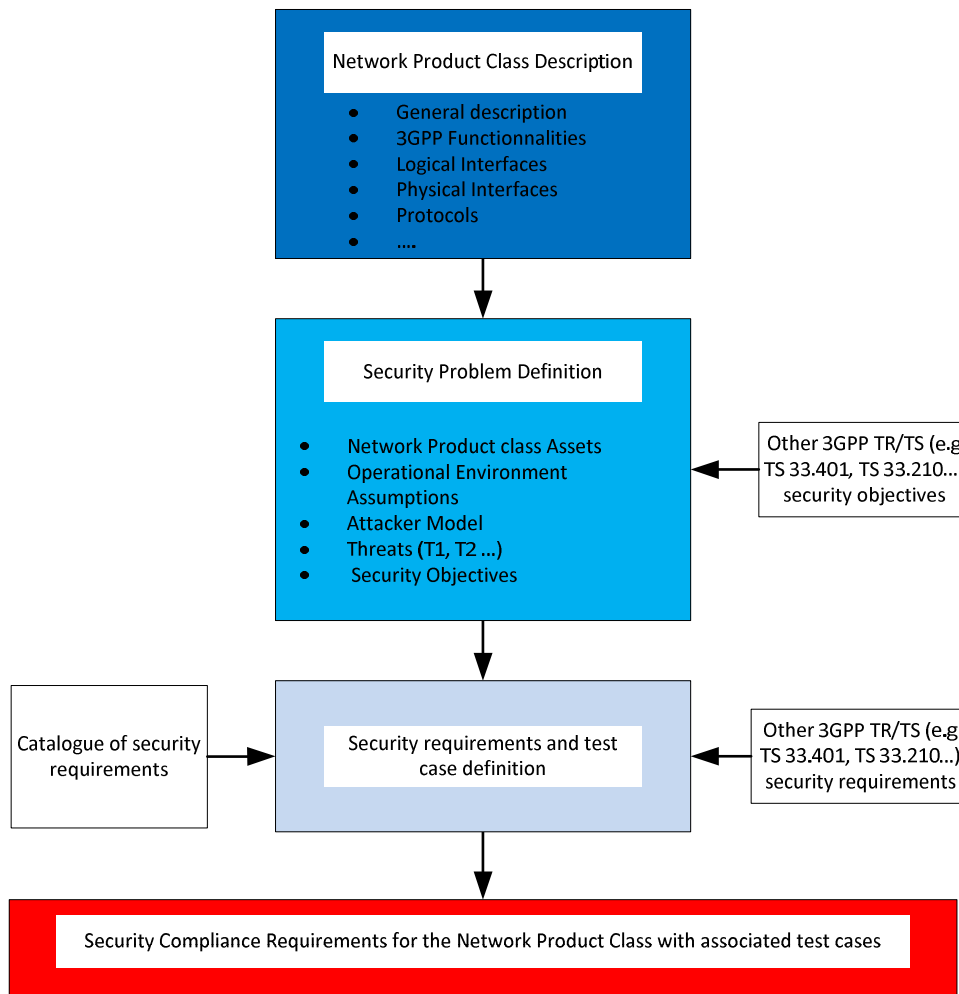 Network Product Class Description
● General description
● 3GPP Functionnalities
● Logical Interfaces
● Physical Interfaces
● Protocols
● ....
Security Problem Definition
● Network Product class Assets
● Operational Environment
Assumptions
● Attacker Model
● Threats (T1, T2 ...)
● Security Objectives
Other 3GPP TR/TS (e.g
TS 33.401, TS 33.210...
security objectives
Catalogue of security
requirements
Security requirements and test
case definition
Other 3GPP TR/TS (e.g
TS 33.401, TS 33.210...)
security requirements
Security Compliance Requirements for the Network Product Class with associated test cases